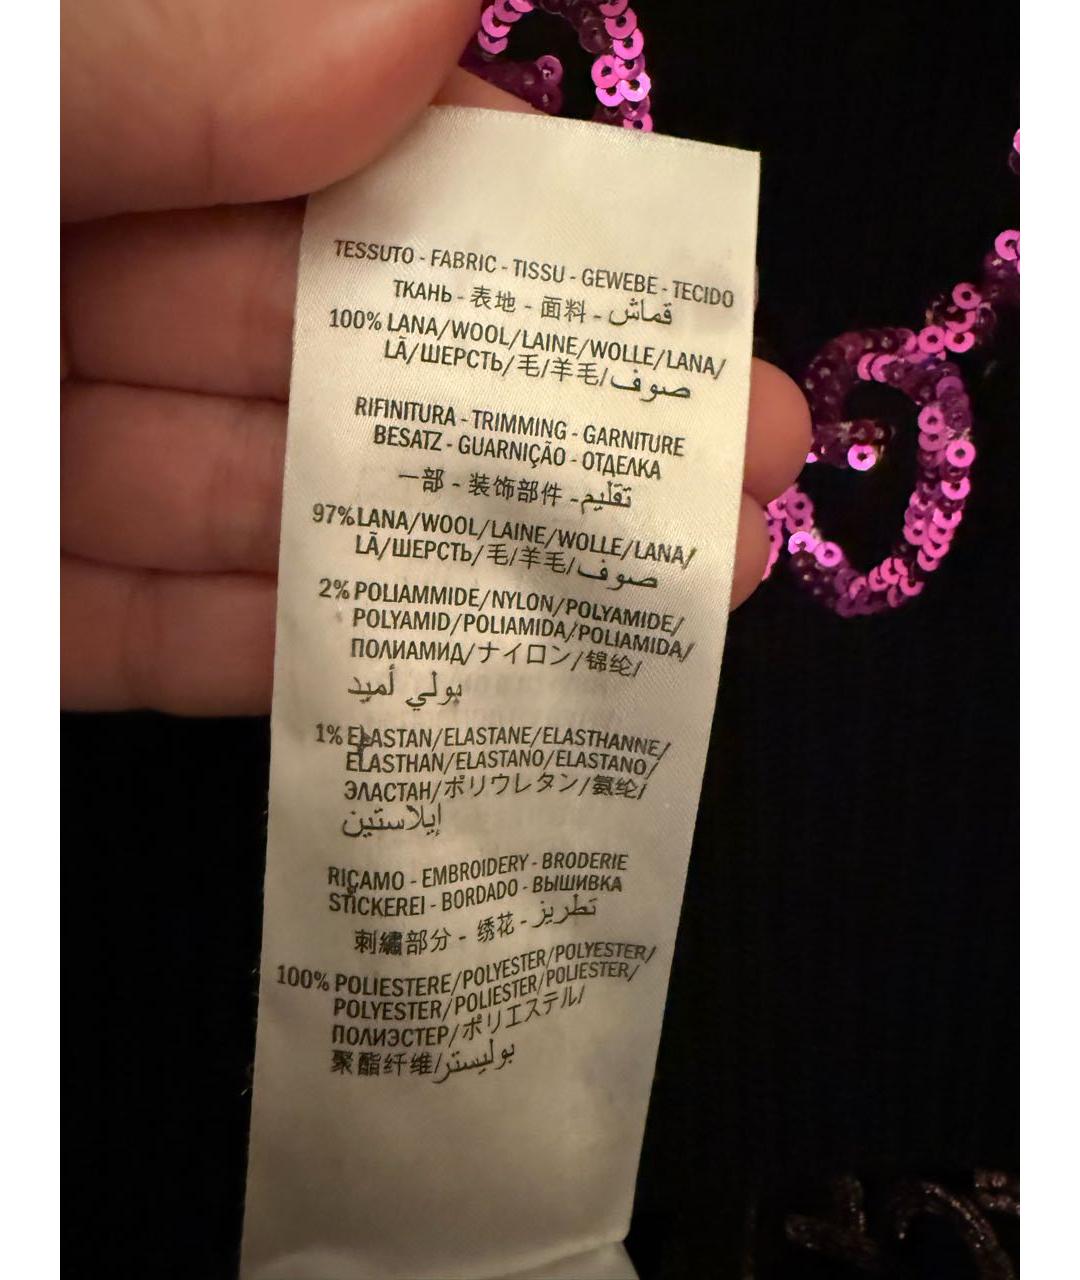 TESSUTO - FABRIC - TISSU - GEWEBE - TECIDO
ТКАНЬ - 表地 - 面料 - قماش
100% LANA/WOOL/LAINE/WOLLE/LANA/
LÃ/ШЕРСТЬ/毛/羊毛/صوف
RIFINITURA - TRIMMING - GARNITURE
BESATZ - GUARNIÇÃO - ОТДЕЛКА
一部 - 装饰部件 - تقليم
97% LANA/WOOL/LAINE/WOLLE/LANA/
LÃ/ШЕРСТЬ/毛/羊毛/صوف
2% POLIAMMIDE/NYLON/POLYAMIDE/
POLYAMID/POLIAMIDA/POLIAMIDA/
ПОЛИАМИД/ナイロン/锦纶/
بولي أميد
1% ELASTAN/ELASTANE/ELASTHANNE/
ELASTHAN/ELASTANO/ELASTANO/
ЭЛАСТАН/ポリウレタン/氨纶/
إيلاستين
RICAMO - EMBROIDERY - BRODERIE
STICKEREI - BORDADO - ВЫШИВКА
刺繍部分 - 绣花 - تطريز
100% POLIESTERE/POLYESTER/POLYESTER/
POLYESTER/POLIESTER/POLIESTER/
ПОЛИЭСТЕР/ポリエステル/
聚酯纤维/بوليستر